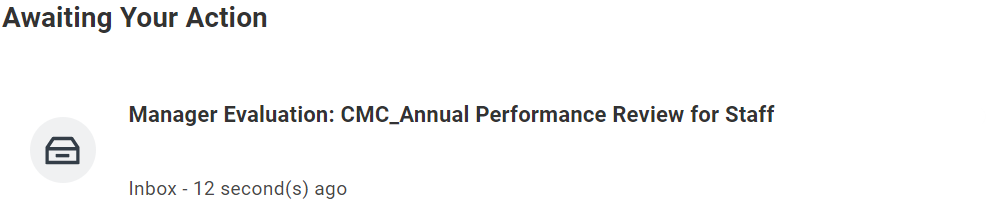 Awaiting Your Action
Manager Evaluation: CMC_Annual Performance Review for Staff
Inbox - 12 second(s) ago